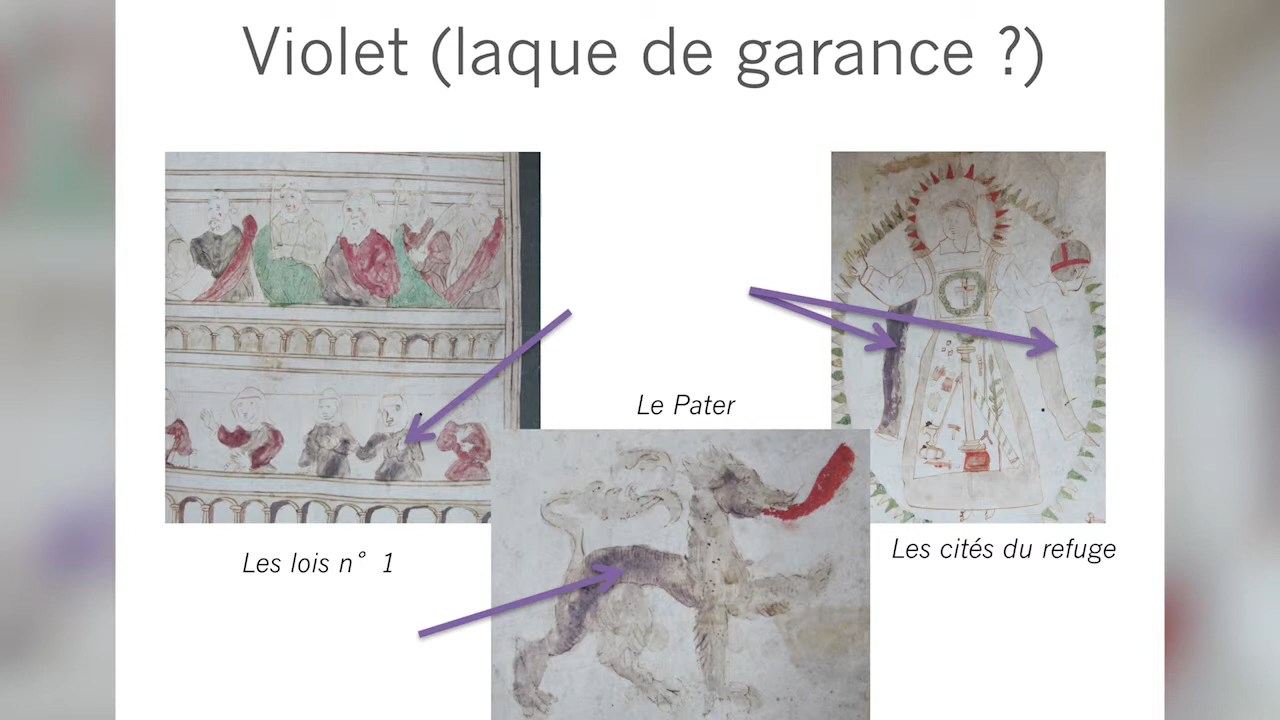 Violet (laque de garance ?)
Le Pater
Les lois n° 1
Les cités du refuge